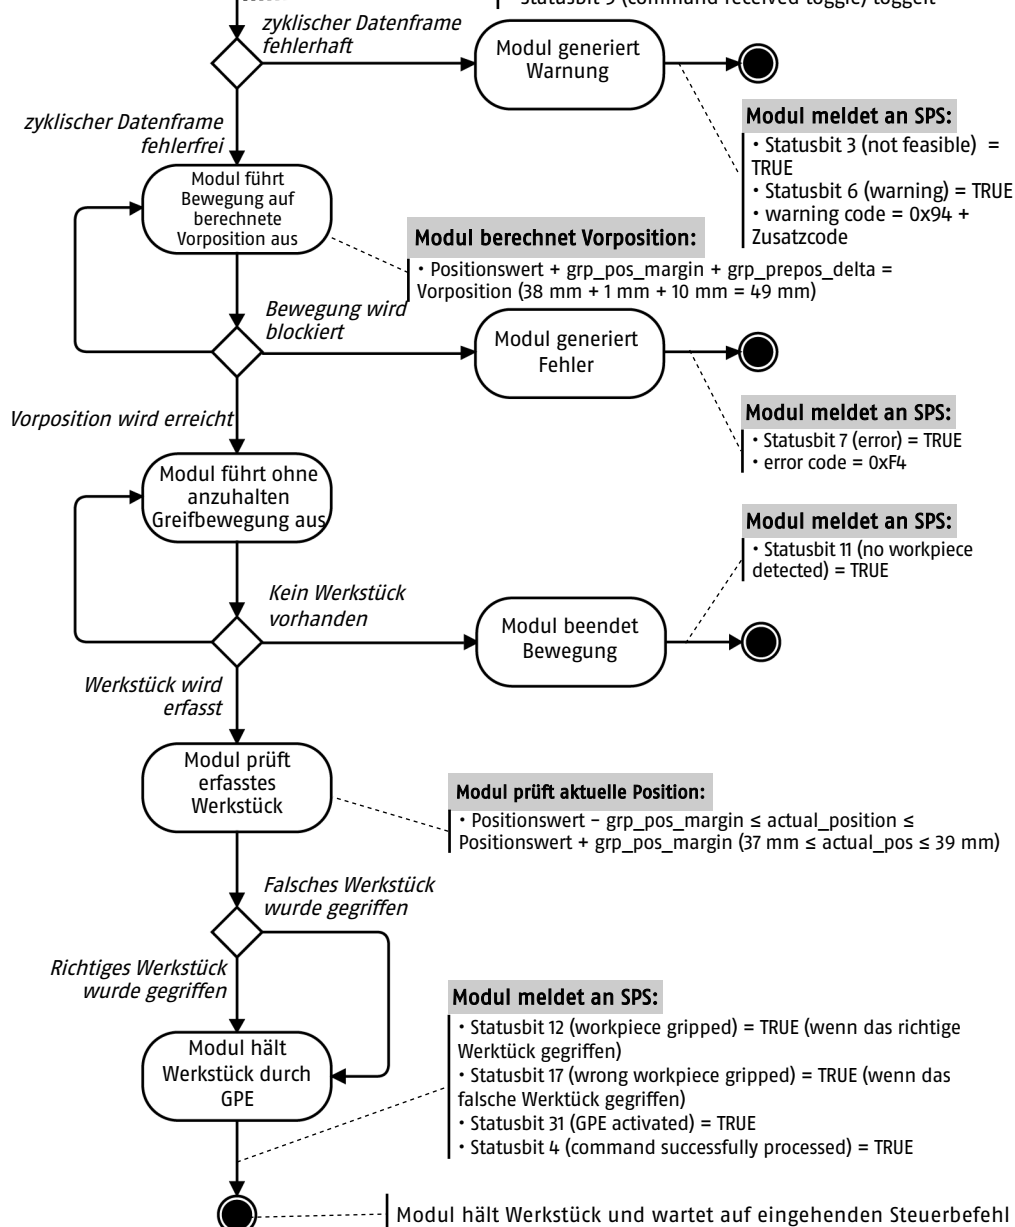 zyklischer Datenframe
fehlerhaft
Modul generiert
Warnung
Modul meldet an SPS:
• Statusbit 3 (not feasible) =
TRUE
• Statusbit 6 (warning) = TRUE
• warning code = 0x94 +
Zusatzcode
zyklischer Datenframe
fehlerfrei
Modul führt
Bewegung auf
berechnete
Vorposition aus
Modul berechnet Vorposition:
• Positionswert + grp_pos_margin + grp_prepos_delta =
Vorposition (38 mm + 1 mm + 10 mm = 49 mm)
Bewegung wird
blockiert
Modul generiert
Fehler
Modul meldet an SPS:
• Statusbit 7 (error) = TRUE
• error code = 0xF4
Vorposition wird erreicht
Modul führt ohne
anzuhalten
Greifbewegung aus
Modul meldet an SPS:
• Statusbit 11 (no workpiece
detected) = TRUE
Kein Werkstück
vorhanden
Modul beendet
Bewegung
Werkstück wird
erfasst
Modul prüft
erfasstes
Werkstück
Modul prüft aktuelle Position:
• Positionswert − grp_pos_margin ≤ actual_position ≤
Positionswert + grp_pos_margin (37 mm ≤ actual_pos ≤ 39 mm)
Falsches Werkstück
wurde gegriffen
Richtiges Werkstück
wurde gegriffen
Modul hält
Werkstück durch
GPE
Modul meldet an SPS:
• Statusbit 12 (workpiece gripped) = TRUE (wenn das richtige
Werktück gegriffen)
• Statusbit 17 (wrong workpiece gripped) = TRUE (wenn das
falsche Werktück gegriffen)
• Statusbit 31 (GPE activated) = TRUE
• Statusbit 4 (command successfully processed) = TRUE
Modul hält Werkstück und wartet auf eingehenden Steuerbefehl